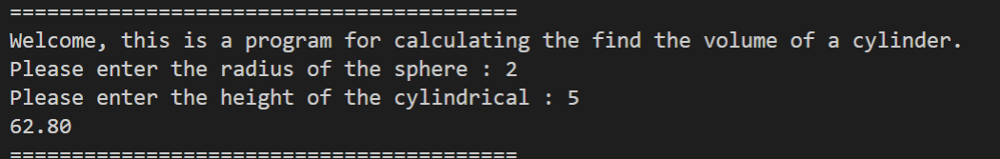 =========================================
Welcome, this is a program for calculating the find the volume of a cylinder.
Please enter the radius of the sphere : 2
Please enter the height of the cylindrical : 5
62.80
=========================================